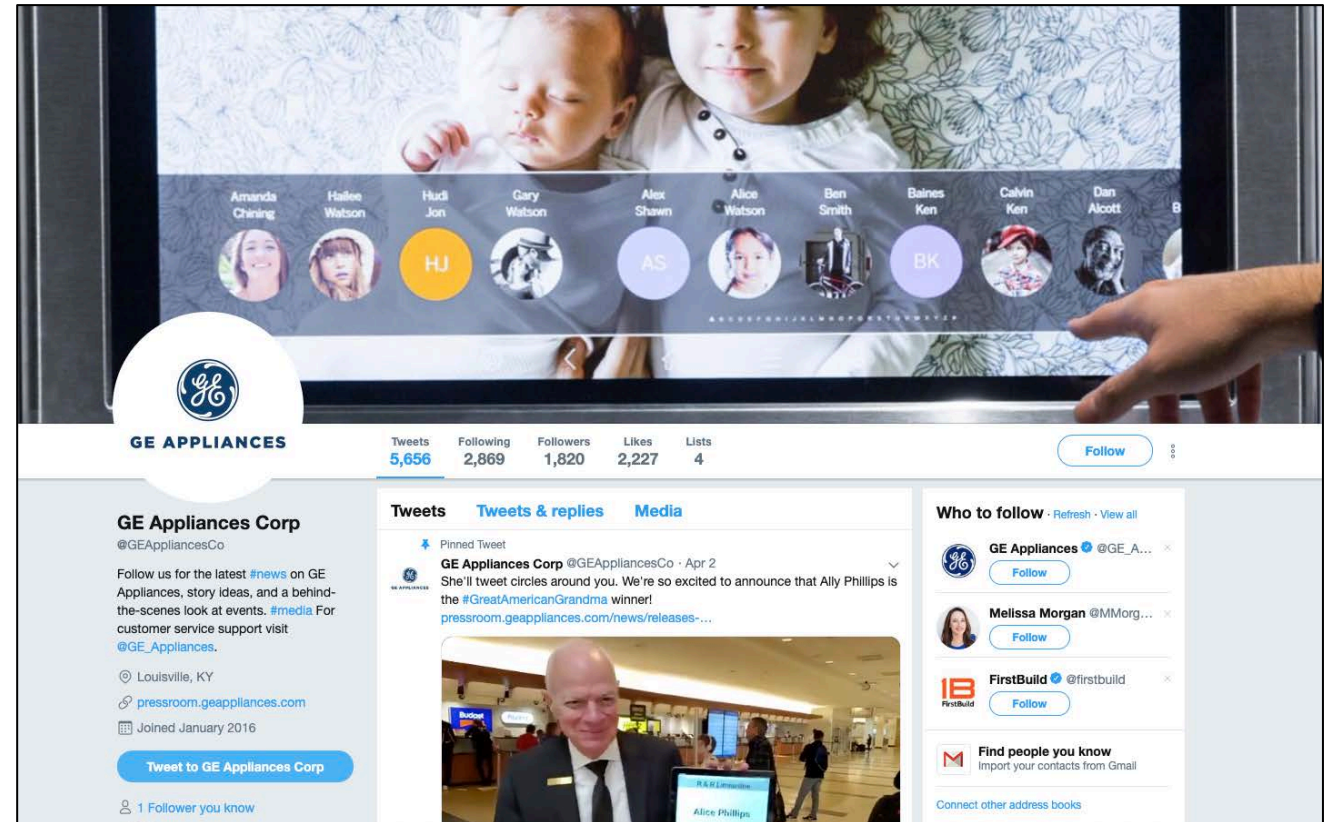 Amanda Chining
Hailee Watson
Hudi Jon
Gary Watson
Alex Shawn
Alice Watson
Ben Smith
Baines Ken
Calvin Ken
Dan Alcott
B
HJ
AS
BK
GE APPLIANCES
Tweets 5,656
Following 2,869
Followers 1,820
Likes 2,227
Lists 4
Follow
GE Appliances Corp
@GEAppliancesCo
Follow us for the latest #news on GE
Appliances, story ideas, and a behind-
the-scenes look at events. #media For
customer service support visit
@GE_Appliances.
Louisville, KY
pressroom.geappliances.com
Joined January 2016
Tweet to GE Appliances Corp
1 Follower you know
Tweets Tweets & replies Media
Pinned Tweet
GE Appliances Corp @GEAppliancesCo · Apr 2
She'll tweet circles around you. We're so excited to announce that Ally Phillips is
the #GreatAmericanGrandma winner!
pressroom.geappliances.com/news/releases-...
GE APPLIANCES
Budget
R & R Limousine
Alice Phillips
Who to follow · Refresh · View all
GE Appliances @GE_A...
Follow
Melissa Morgan @MMorg...
Follow
FirstBuild @firstbuild
FirstBuild
Follow
Find people you know
Import your contacts from Gmail
Connect other address books